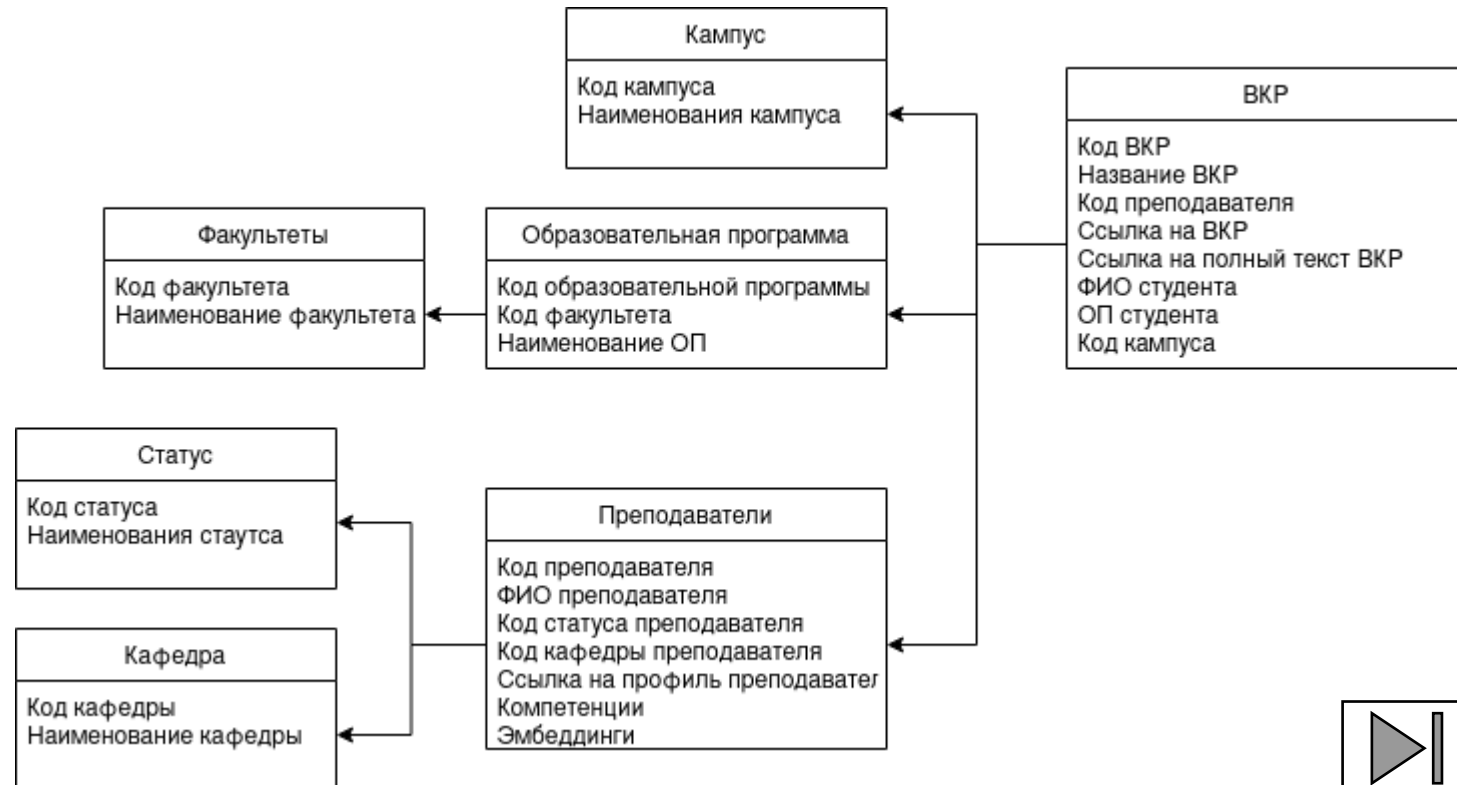 Кампус
Код кампуса
Наименования кампуса
ВКР
Код ВКР
Название ВКР
Код преподавателя
Ссылка на ВКР
Ссылка на полный текст ВКР
ФИО студента
ОП студента
Код кампуса
Факультеты
Код факультета
Наименование факультета
Образовательная программа
Код образовательной программы
Код факультета
Наименование ОП
Статус
Код статуса
Наименования стаутса
Преподаватели
Код преподавателя
ФИО преподавателя
Код статуса преподавателя
Код кафедры преподавателя
Ссылка на профиль преподавател
Компетенции
Эмбеддинги
Кафедра
Код кафедры
Наименование кафедры